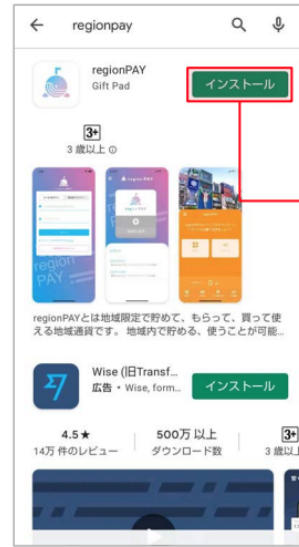 regionpay
regionPAY
Gift Pad
インストール
3+
3 歳以上
region PAY
region
PAY
regionPAYとは地域限定で貯めて、もらって、買って使
える地域通貨です。 地域内で貯める、使うことが可能...
Wise (旧Transf...
広告・Wise, form...
インストール
4.5★
14万 件のレビュー
500万 以上
ダウンロード数
3+
3 歳以上